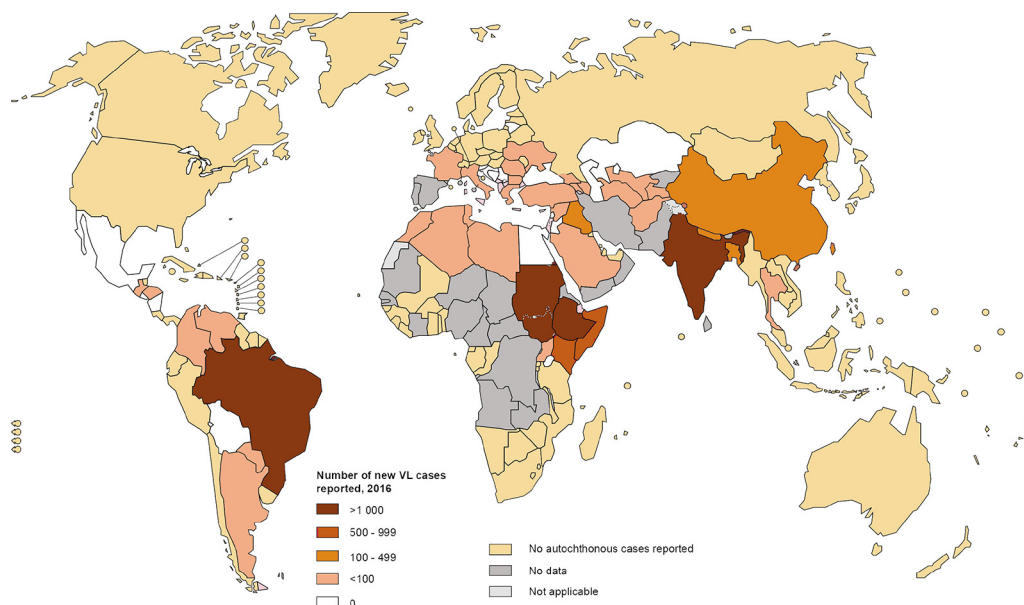 Number of new VL cases
reported, 2016
>1 000
500 - 999
100 - 499
<100
0
No autochthonous cases reported
No data
Not applicable